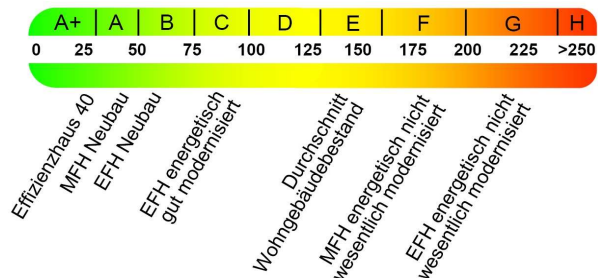 A+ A B C D E F G H
0 25 50 75 100 125 150 175 200 225 >250
Effizienzhaus 40
MFH Neubau
EFH Neubau
EFH energetisch
gut modernisiert
Durchschnitt
Wohngebäudebestand
MFH energetisch nicht
wesentlich modernisiert
EFH energetisch nicht
wesentlich modernisiert